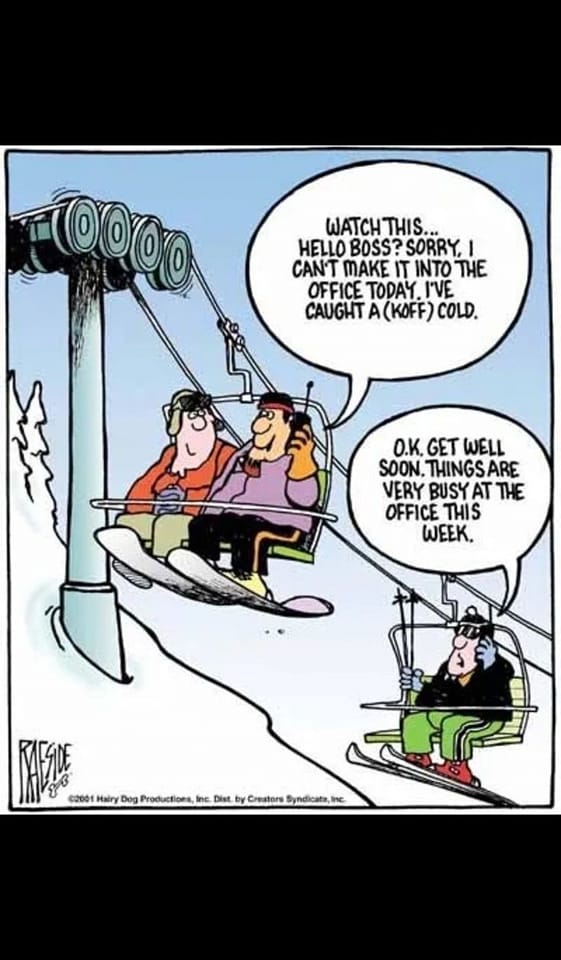 WATCH THIS...
HELLO BOSS? SORRY, I
CAN'T MAKE IT INTO THE
OFFICE TODAY. I'VE
CAUGHT A (KOFF) COLD.
O.K. GET WELL
SOON. THINGS ARE
VERY BUSY AT THE
OFFICE THIS
WEEK.
RAESIDE
8-8
©2001 Hairy Dog Productions, Inc. Dist. by Creators Syndicate, Inc.